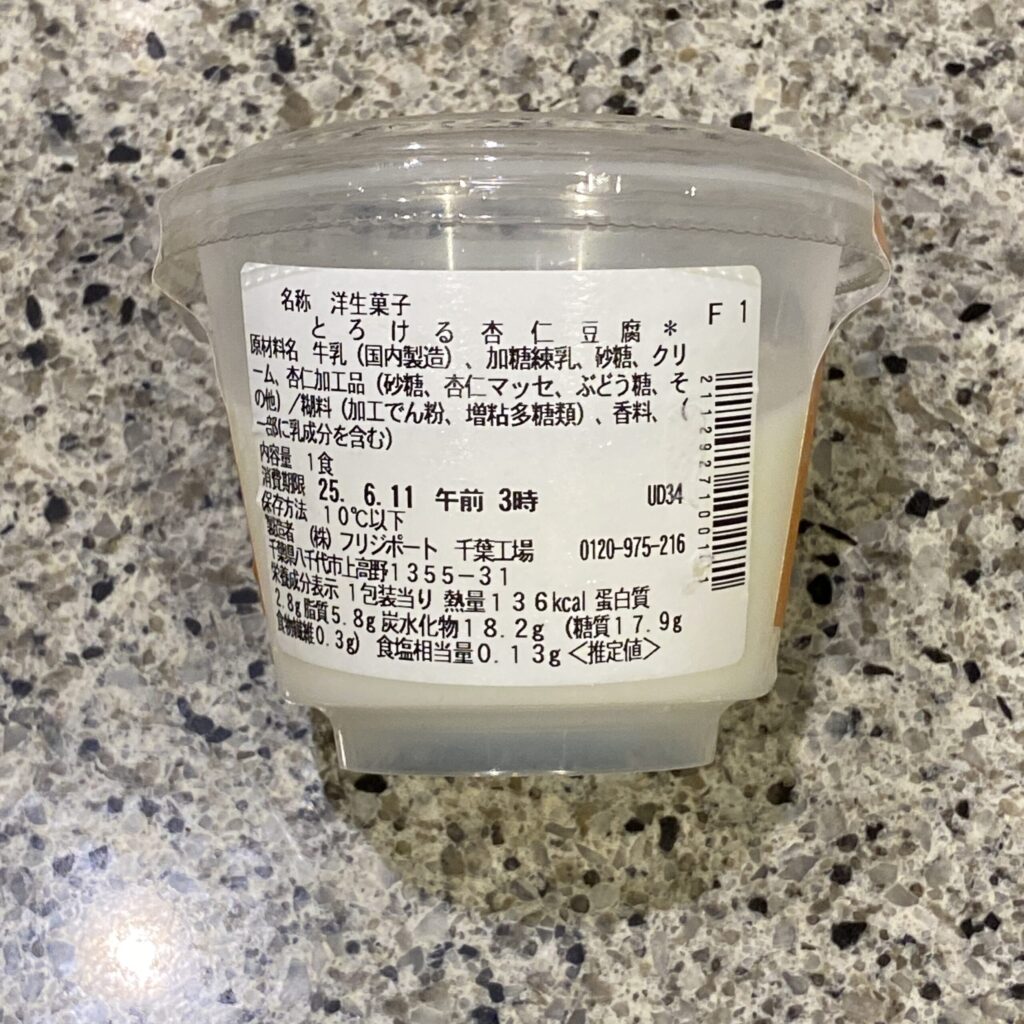 名称 洋生菓子
F1
とろける杏仁豆腐*
原材料名 牛乳(国内製造)、加糖練乳、砂糖、クリ
ーム、杏仁加工品(砂糖、杏仁マッセ、ぶどう糖、そ
の他)/糊料(加工でん粉、増粘多糖類)、香料、(
一部に乳成分を含む)
内容量 1食
消費期限 25. 6.11 午前 3時 UD34
保存方法 10℃以下
製造者 (株)フリジポート 千葉工場 0120-975-216
千葉県八千代市上高野1355-31
栄養成分表示 1包装当り 熱量136kcal 蛋白質
2.8g 脂質5.8g 炭水化物18.2g (糖質17.9g
食物繊維0.3g) 食塩相当量0.13g<推定値>